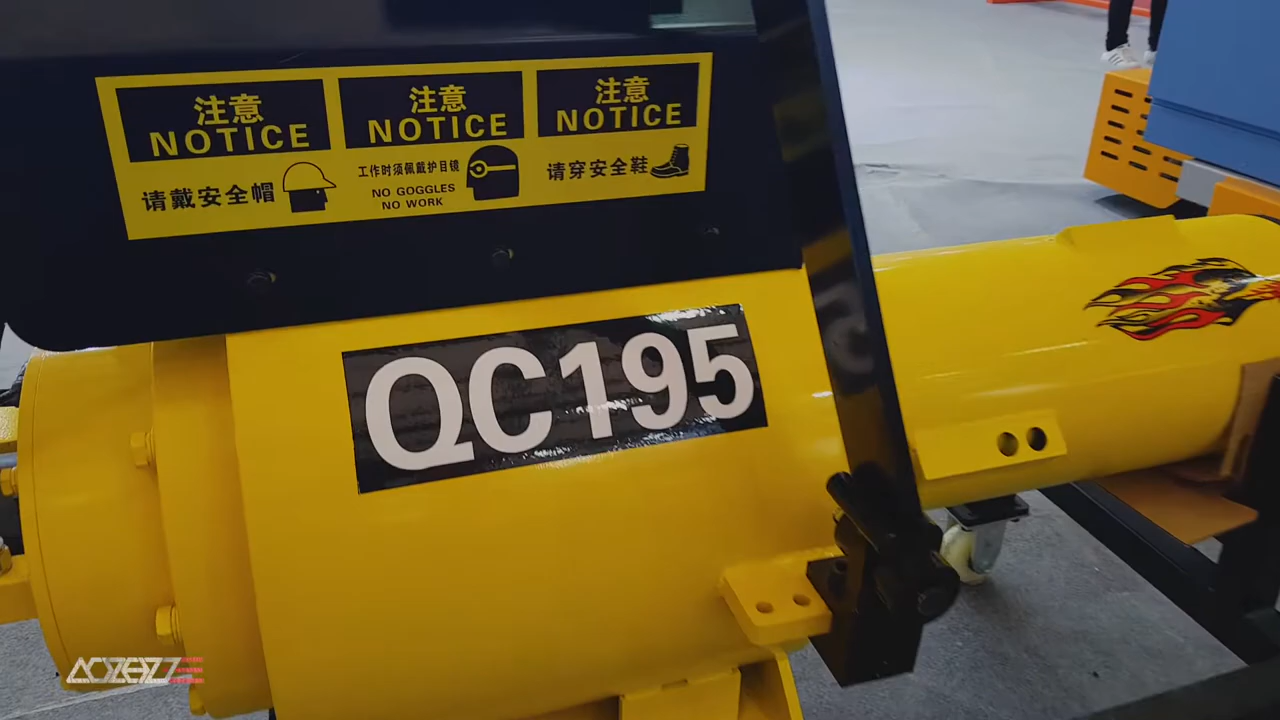 注意
NOTICE
请戴安全帽
注意
NOTICE
工作时须佩戴护目镜
NO GOGGLES
NO WORK
注意
NOTICE
请穿安全鞋
QC195